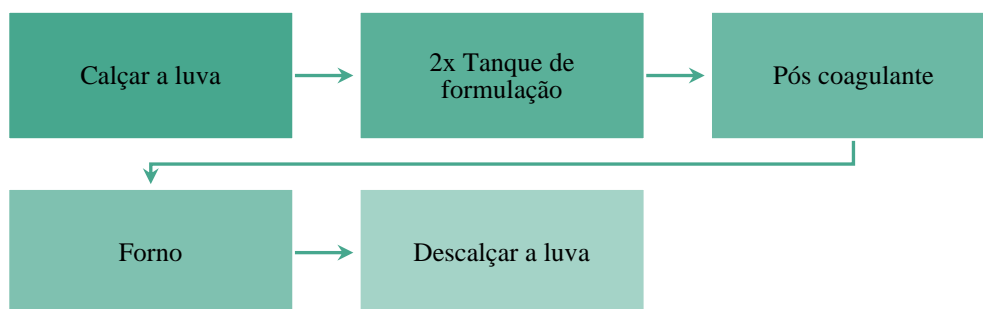 Calçar a luva
2x Tanque de
formulação
Pós coagulante
Forno
Descalçar a luva